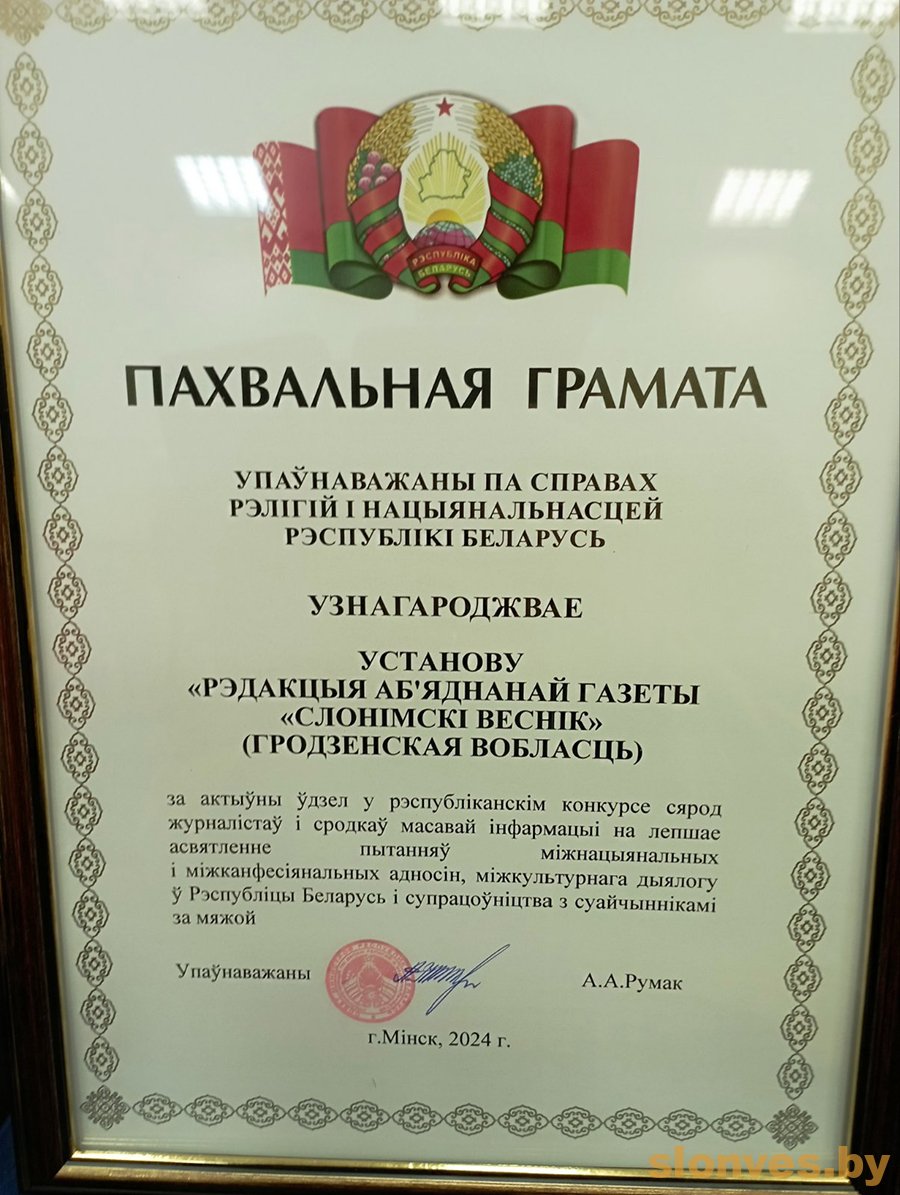 РЭСПУБЛІКА
БЕЛАРУСЬ
ПАХВАЛЬНАЯ ГРАМАТА
УПАЎНАВАЖАНЫ ПА СПРАВАХ
РЭЛІГІЙ І НАЦЫЯНАЛЬНАСЦЕЙ
РЭСПУБЛІКІ БЕЛАРУСЬ
УЗНАГАРОДЖВАЕ
УСТАНОВУ
«РЭДАКЦЫЯ АБ'ЯДНАНАЙ ГАЗЕТЫ
«СЛОНІМСКІ ВЕСНІК»
(ГРОДЗЕНСКАЯ ВОБЛАСЦЬ)
за актыўны ўдзел у рэспубліканскім конкурсе сярод
журналістаў і сродкаў масавай інфармацыі на лепшае
асвятленне пытанняў міжнацыянальных
і міжканфесіянальных адносін, міжкультурнага дыялогу
ў Рэспубліцы Беларусь і супрацоўніцтва з суайчыннікамі
за мяжой
Упаўнаважаны А.А.Румак
г.Мінск, 2024 г.
slonves.by